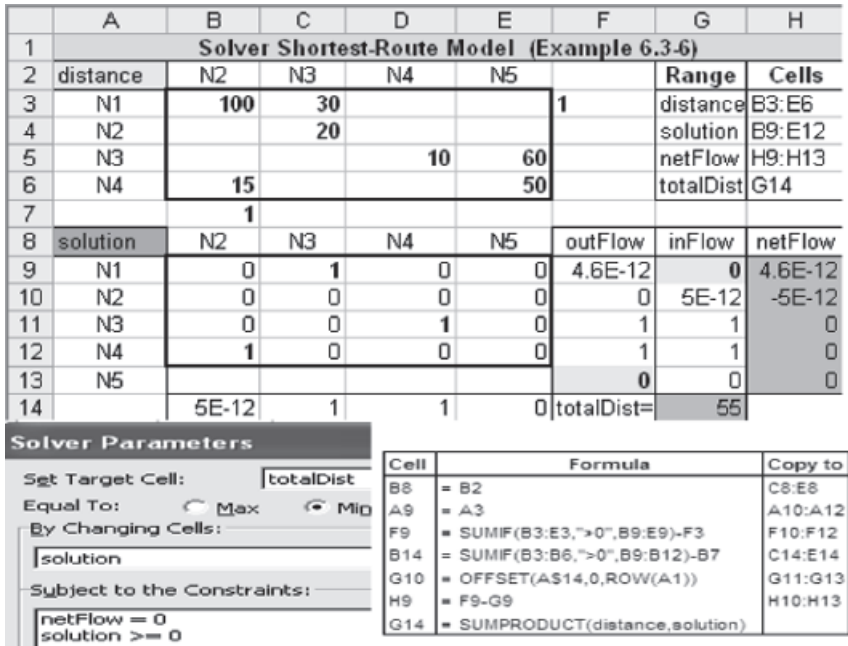 A B C D E F G H
1 Solver Shortest-Route Model (Example 6.3-6)
2 distance N2 N3 N4 N5 Range Cells
3 N1 100 30 1 distance B3:E6
4 N2 20 solution B9:E12
5 N3 10 60 netFlow H9:H13
6 N4 15 50 totalDist G14
7 1
8 solution N2 N3 N4 N5 outFlow inFlow netFlow
9 N1 0 1 0 0 4.6E-12 0 4.6E-12
10 N2 0 0 0 0 0 5E-12 -5E-12
11 N3 0 0 1 0 1 1 0
12 N4 1 0 0 0 1 1 0
13 N5 0 0 0
14 5E-12 1 1 0 totalDist= 55
Solver Parameters
Set Target Cell: totalDist
Equal To: Max Min
By Changing Cells:
solution
Subject to the Constraints:
netFlow = 0
solution >= 0
Cell Formula Copy to
B8 = B2 C8:E8
A9 = A3 A10:A12
F9 = SUMIF(B3:E3,">0",B9:E9)-F3 F10:F12
B14 = SUMIF(B3:B6,">0",B9:B12)-B7 C14:E14
G10 = OFFSET(A$14,0,ROW(A1)) G11:G13
H9 = F9-G9 H10:H13
G14 = SUMPRODUCT(distance,solution)